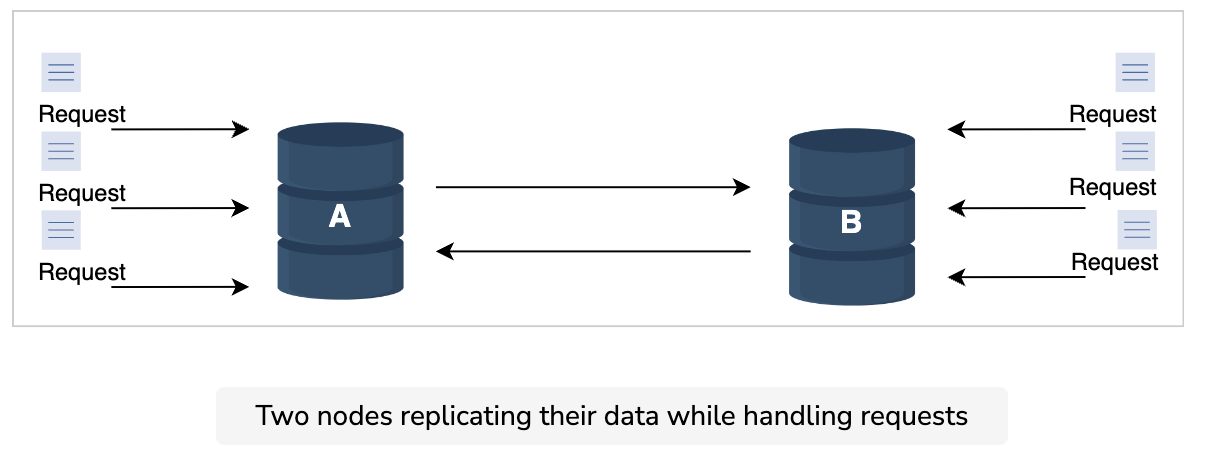 Request
Request
Request
A
B
Request
Request
Request
Two nodes replicating their data while handling requests